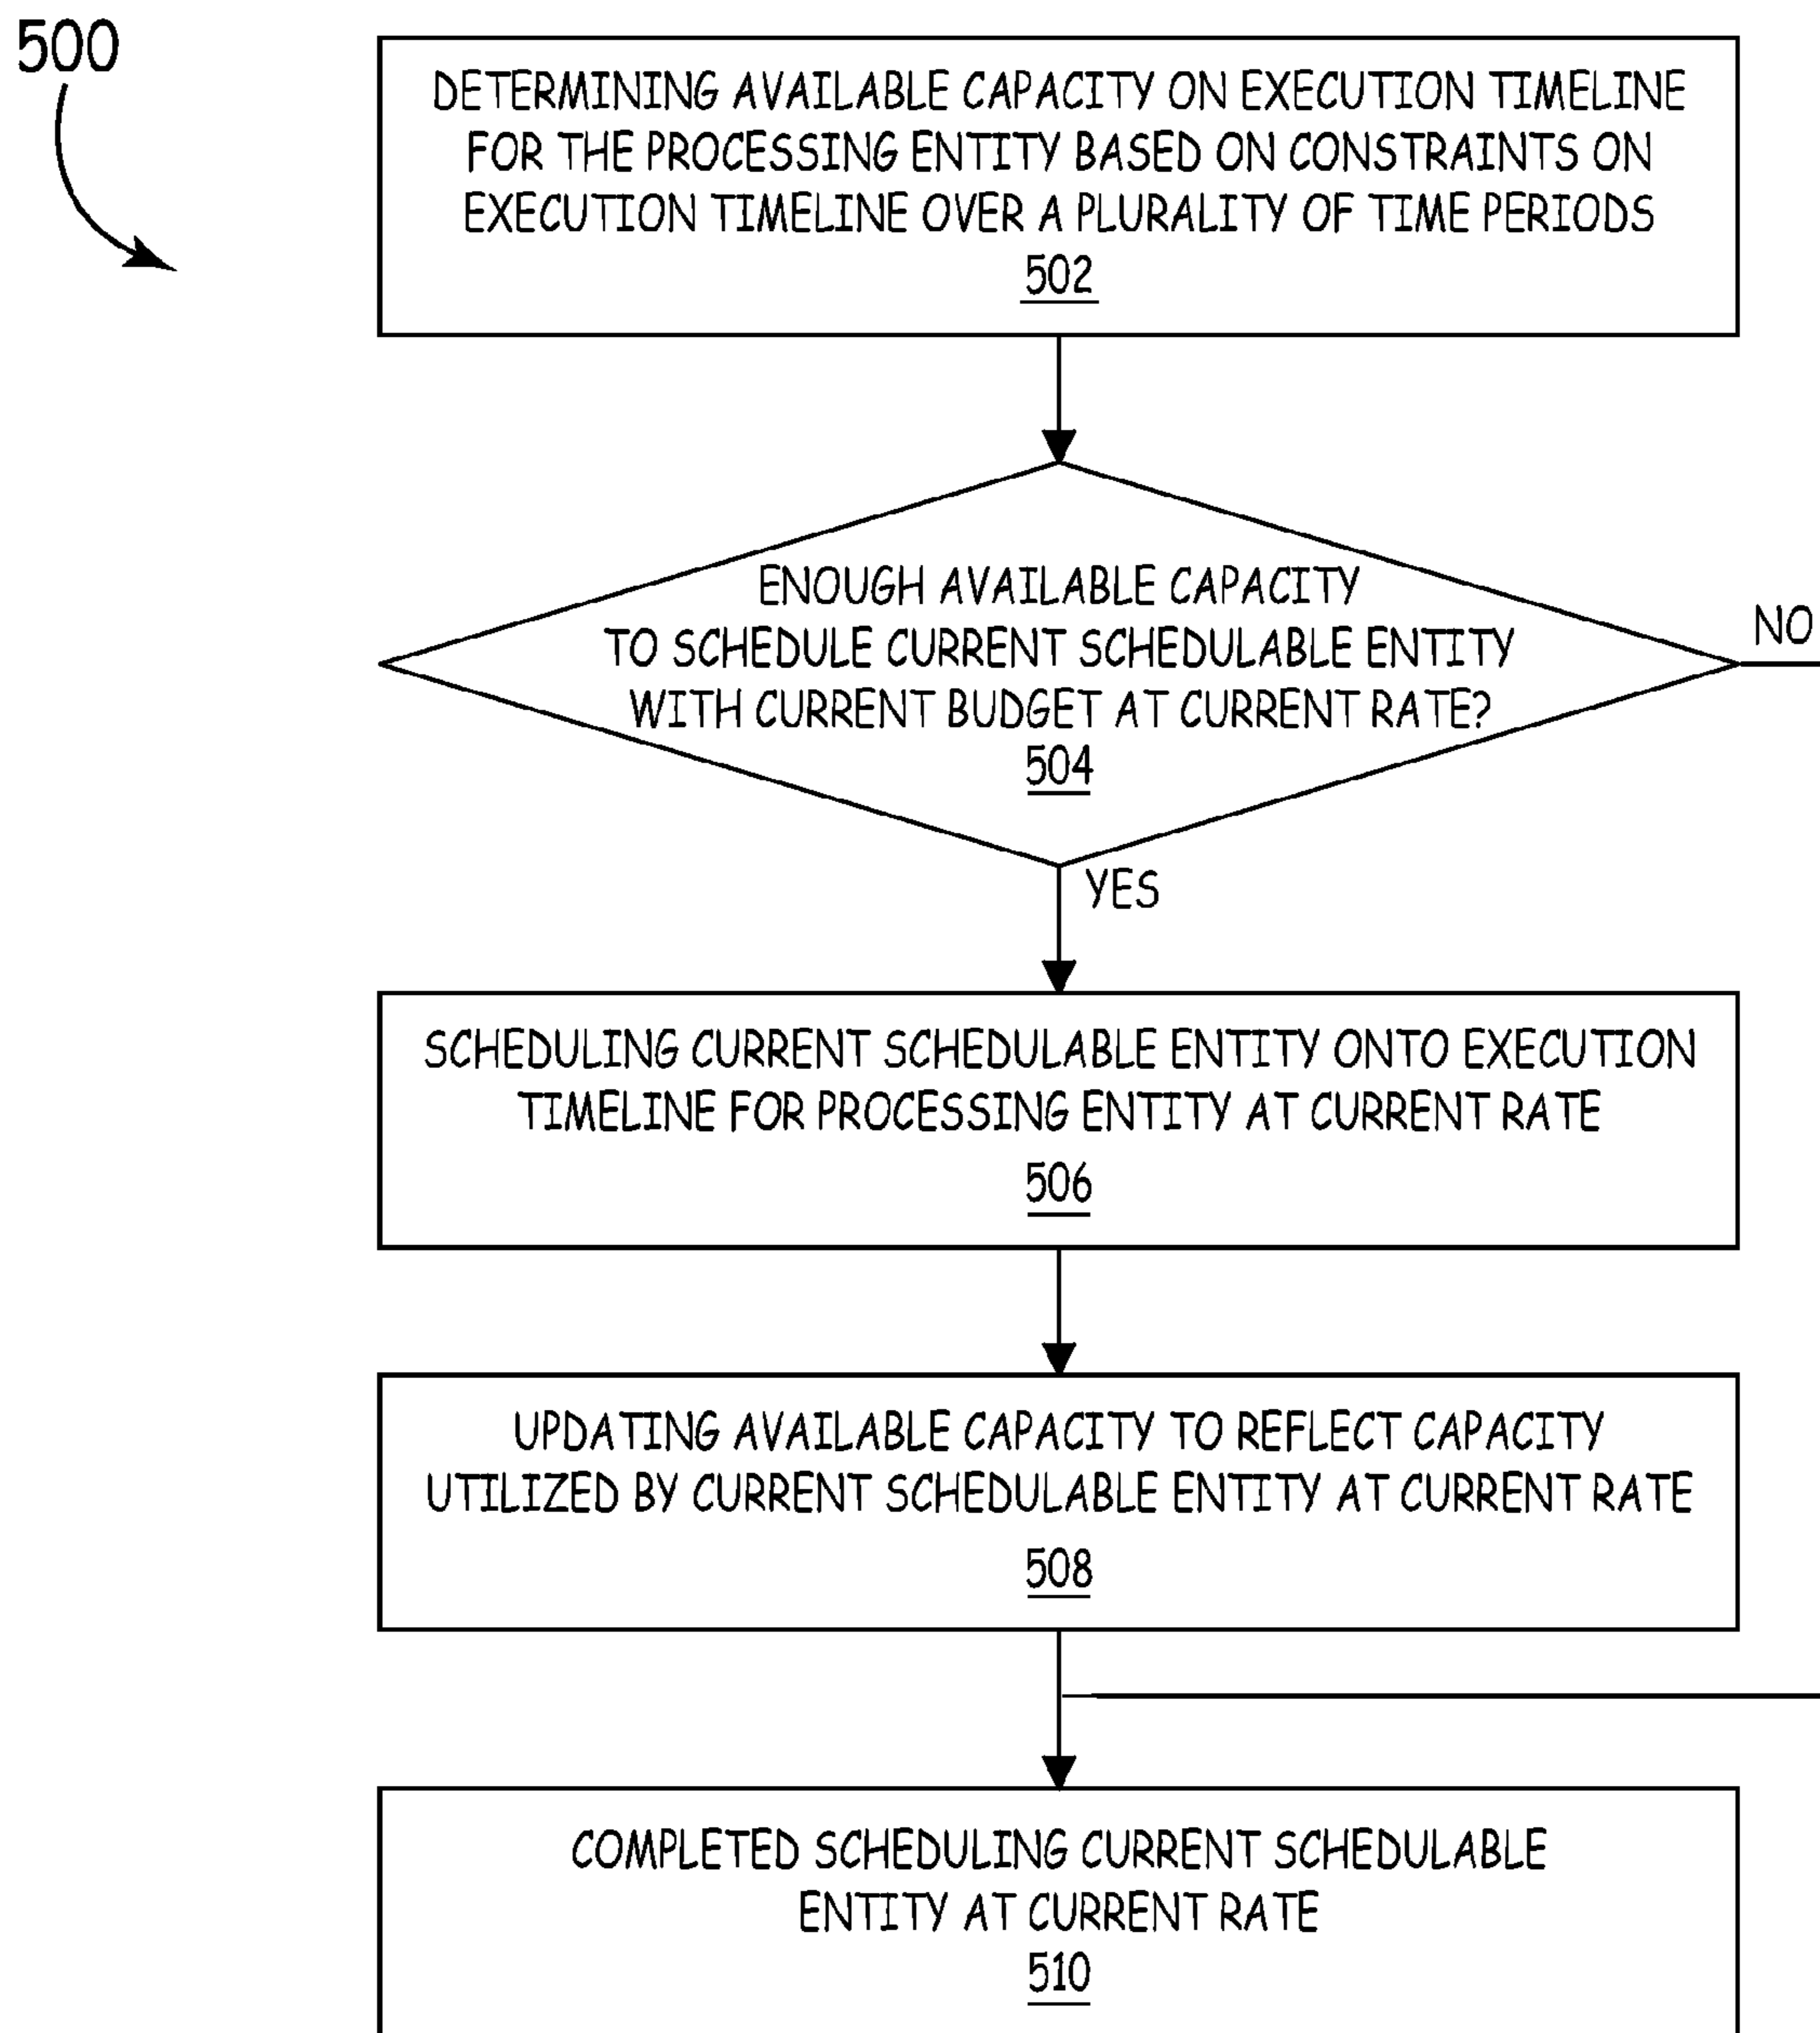 500
DETERMINING AVAILABLE CAPACITY ON EXECUTION TIMELINE
FOR THE PROCESSING ENTITY BASED ON CONSTRAINTS ON
EXECUTION TIMELINE OVER A PLURALITY OF TIME PERIODS
502
ENOUGH AVAILABLE CAPACITY
TO SCHEDULE CURRENT SCHEDULABLE ENTITY
WITH CURRENT BUDGET AT CURRENT RATE?
504
NO
YES
SCHEDULING CURRENT SCHEDULABLE ENTITY ONTO EXECUTION
TIMELINE FOR PROCESSING ENTITY AT CURRENT RATE
506
UPDATING AVAILABLE CAPACITY TO REFLECT CAPACITY
UTILIZED BY CURRENT SCHEDULABLE ENTITY AT CURRENT RATE
508
COMPLETED SCHEDULING CURRENT SCHEDULABLE
ENTITY AT CURRENT RATE
510